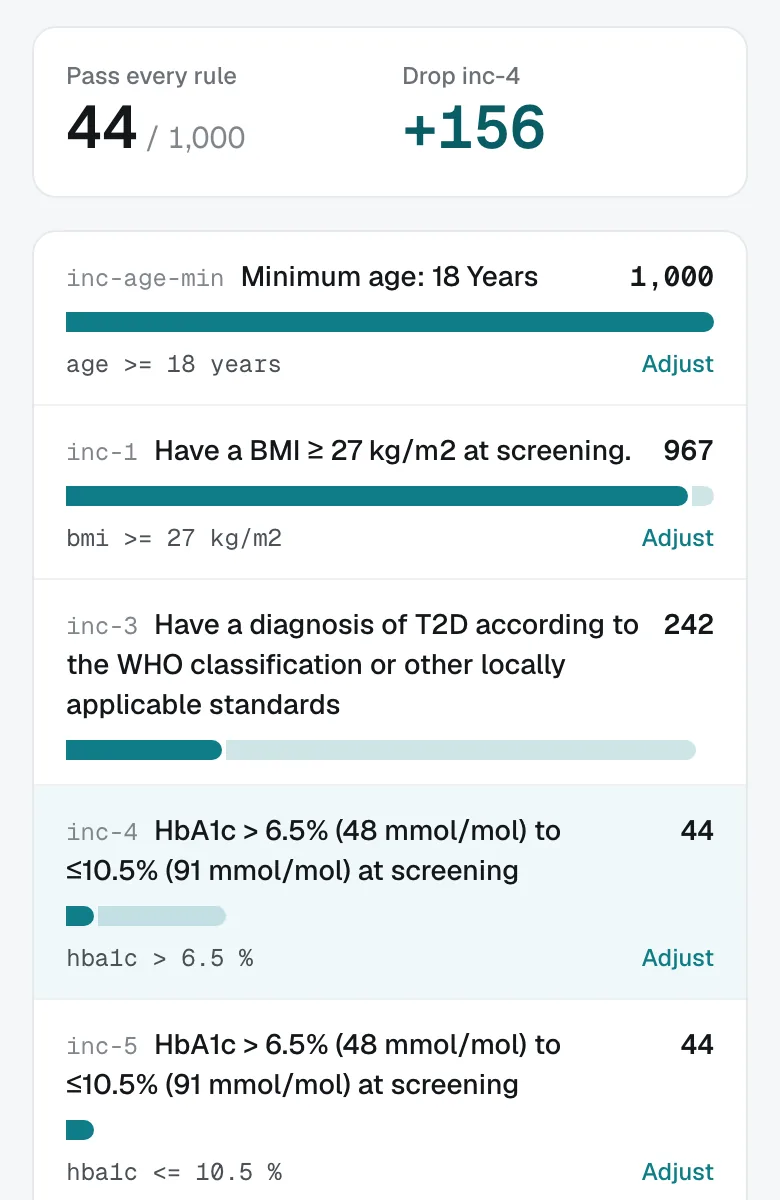 Pass every rule
44 / 1,000
Drop inc-4
+156
inc-age-min Minimum age: 18 Years 1,000
age >= 18 years Adjust
inc-1 Have a BMI ≥ 27 kg/m2 at screening. 967
bmi >= 27 kg/m2 Adjust
inc-3 Have a diagnosis of T2D according to 242
the WHO classification or other locally
applicable standards
inc-4 HbA1c > 6.5% (48 mmol/mol) to 44
≤10.5% (91 mmol/mol) at screening
hba1c > 6.5 % Adjust
inc-5 HbA1c > 6.5% (48 mmol/mol) to 44
≤10.5% (91 mmol/mol) at screening
hba1c <= 10.5 % Adjust